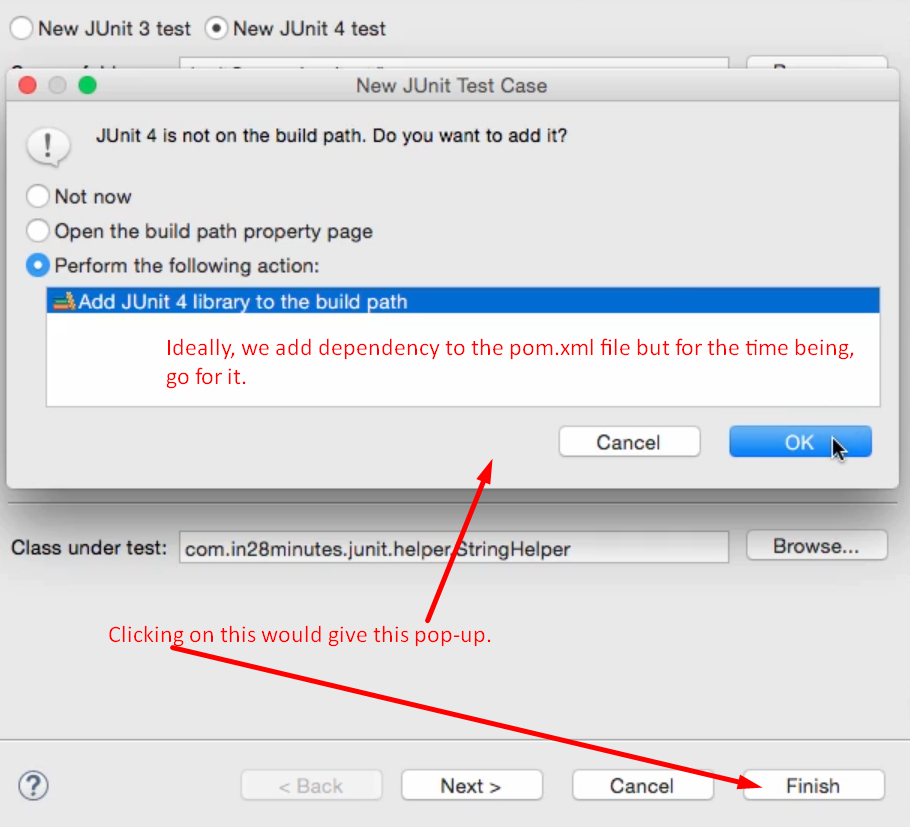 New JUnit 3 test New JUnit 4 test
New JUnit Test Case
JUnit 4 is not on the build path. Do you want to add it?
Not now
Open the build path property page
Perform the following action:
Add JUnit 4 library to the build path
Ideally, we add dependency to the pom.xml file but for the time being,
go for it.
Cancel OK
Class under test: com.in28minutes.junit.helper.StringHelper Browse...
Clicking on this would give this pop-up.
? < Back Next > Cancel Finish